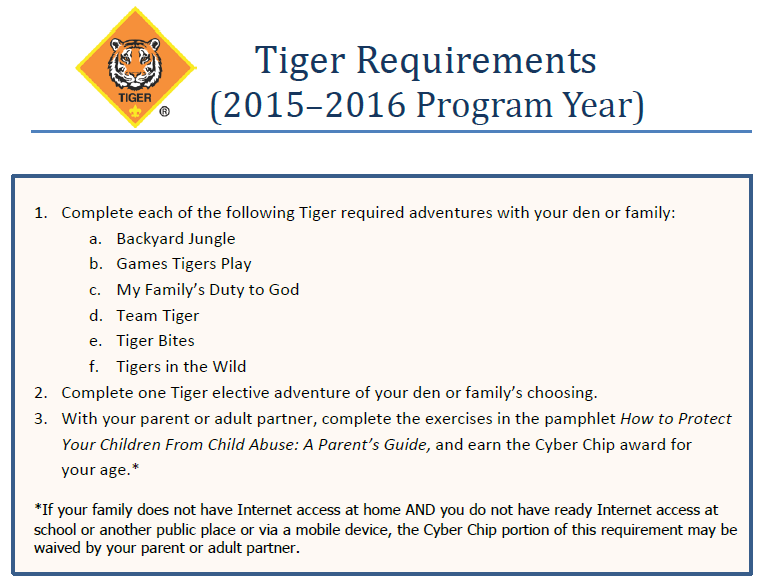 TIGER
®
Tiger Requirements
(2015–2016 Program Year)
1. Complete each of the following Tiger required adventures with your den or family:
a. Backyard Jungle
b. Games Tigers Play
c. My Family’s Duty to God
d. Team Tiger
e. Tiger Bites
f. Tigers in the Wild
2. Complete one Tiger elective adventure of your den or family’s choosing.
3. With your parent or adult partner, complete the exercises in the pamphlet How to Protect
Your Children From Child Abuse: A Parent’s Guide, and earn the Cyber Chip award for
your age.*
*If your family does not have Internet access at home AND you do not have ready Internet access at
school or another public place or via a mobile device, the Cyber Chip portion of this requirement may be
waived by your parent or adult partner.